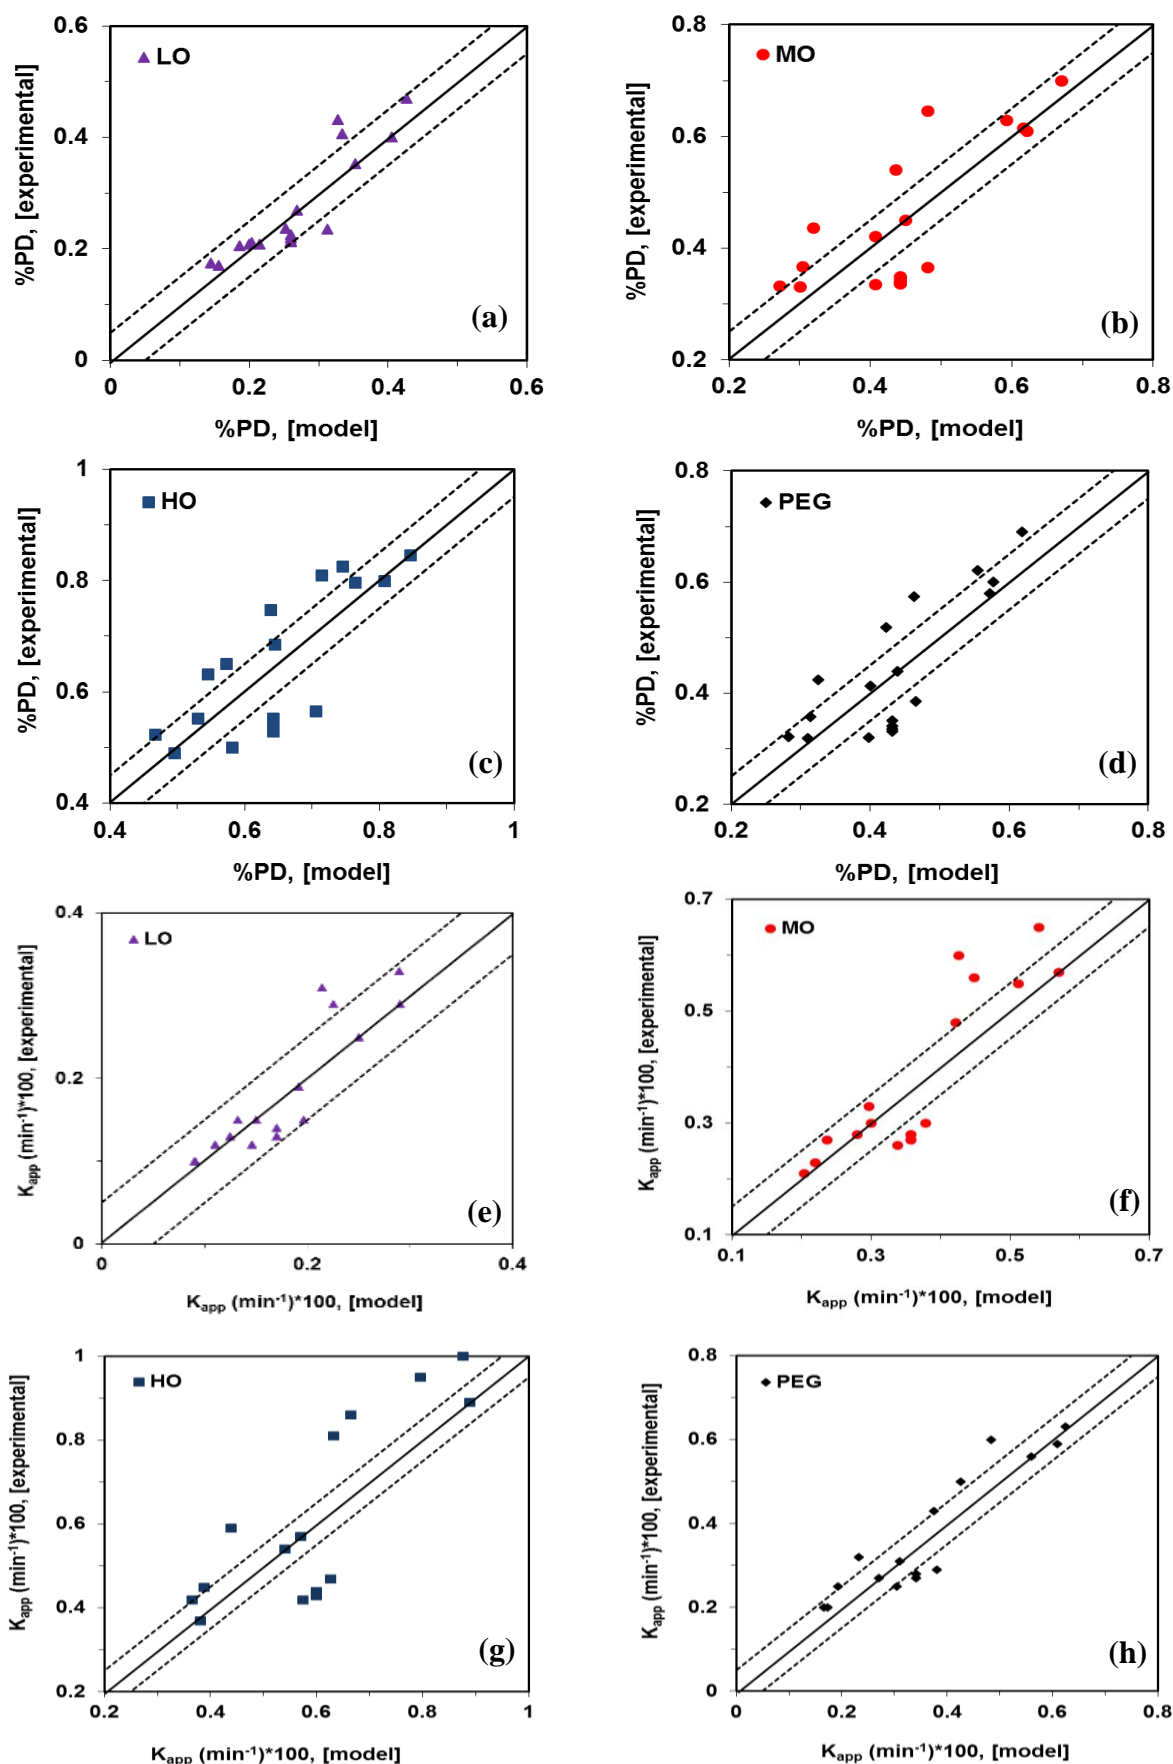 LO
%PD, [experimental]
0.6
0.4
0.2
0
(a)
0 0.2 0.4 0.6
%PD, [model]
MO
%PD, [experimental]
0.8
0.6
0.4
0.2
(b)
0.2 0.4 0.6 0.8
%PD, [model]
HO
%PD, [experimental]
1
0.8
0.6
0.4
(c)
0.4 0.6 0.8 1
%PD, [model]
PEG
%PD, [experimental]
0.8
0.6
0.4
0.2
(d)
0.2 0.4 0.6 0.8
%PD, [model]
LO
Kapp (min-1)*100, [experimental]
0.4
0.2
0
(e)
0 0.2 0.4
Kapp (min-1)*100, [model]
MO
Kapp (min-1)*100, [experimental]
0.7
0.5
0.3
0.1
(f)
0.1 0.3 0.5 0.7
Kapp (min-1)*100, [model]
HO
Kapp (min-1)*100, [experimental]
1
0.8
0.6
0.4
0.2
(g)
0.2 0.4 0.6 0.8 1
Kapp (min-1)*100, [model]
PEG
Kapp (min-1)*100, [experimental]
0.8
0.6
0.4
0.2
0
(h)
0 0.2 0.4 0.6 0.8
Kapp (min-1)*100, [model]